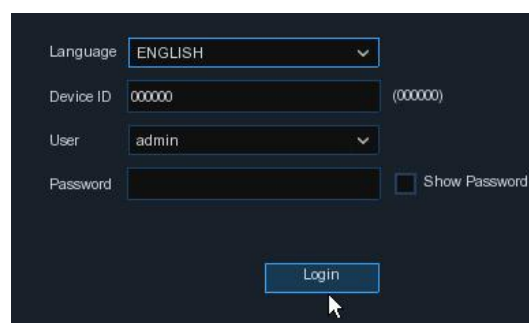 Language ENGLISH
Device ID 000000 (000000)
User admin
Password Show Password
Login